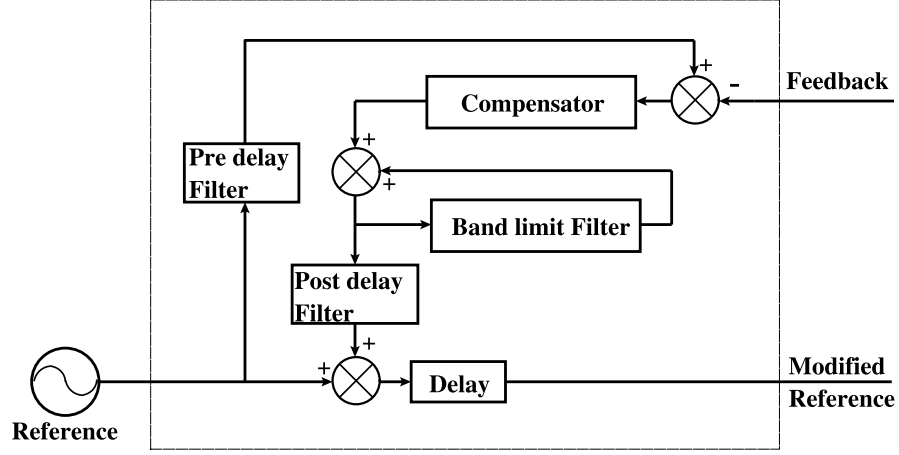 +
-
Feedback
Compensator
+
Pre delay
Filter
+
Band limit Filter
Post delay
Filter
+
+
Modified
Delay
Reference
Reference